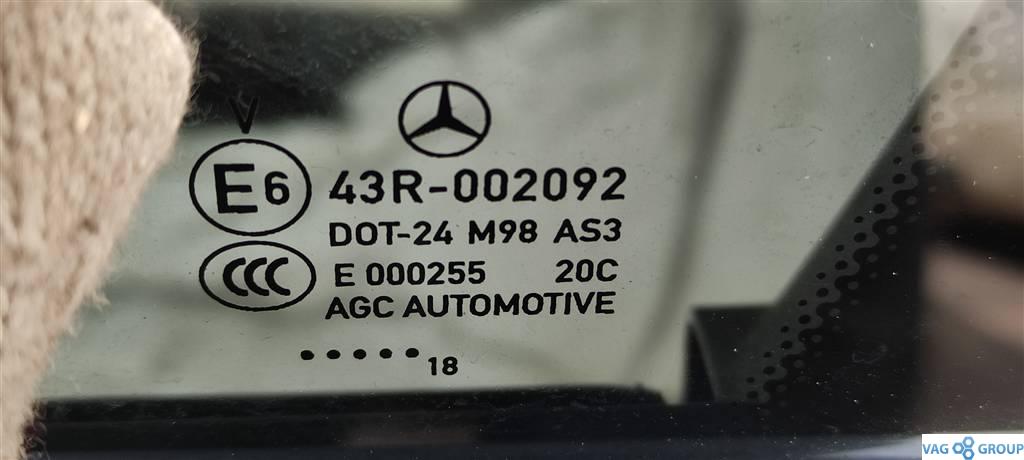 V
E6 43R-002092
DOT-24 M98 AS3
CCC E 000255 20C
AGC AUTOMOTIVE
.....18
VAG GROUP